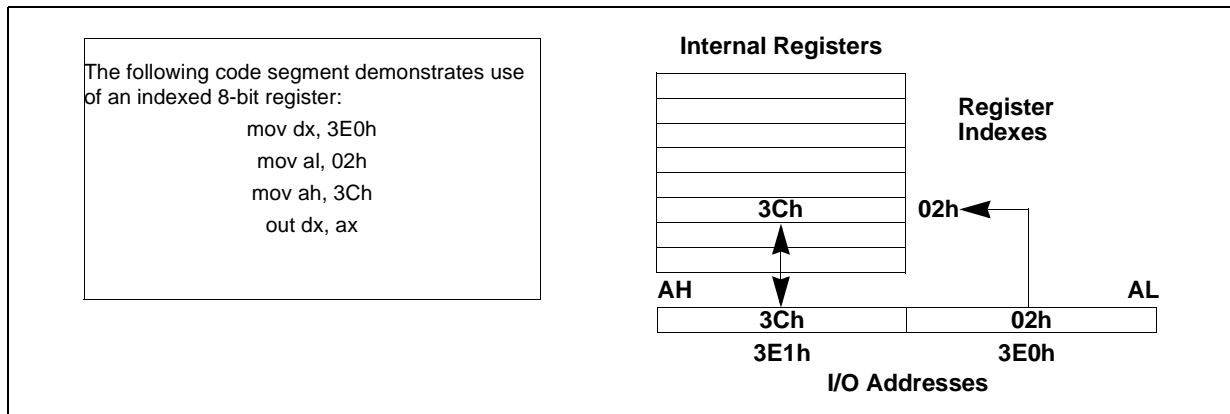 The following code segment demonstrates use
of an indexed 8-bit register:
mov dx, 3E0h
mov al, 02h
mov ah, 3Ch
out dx, ax
Internal Registers
Register
Indexes
3Ch
02h
AH
AL
3Ch
02h
3E1h
3E0h
I/O Addresses